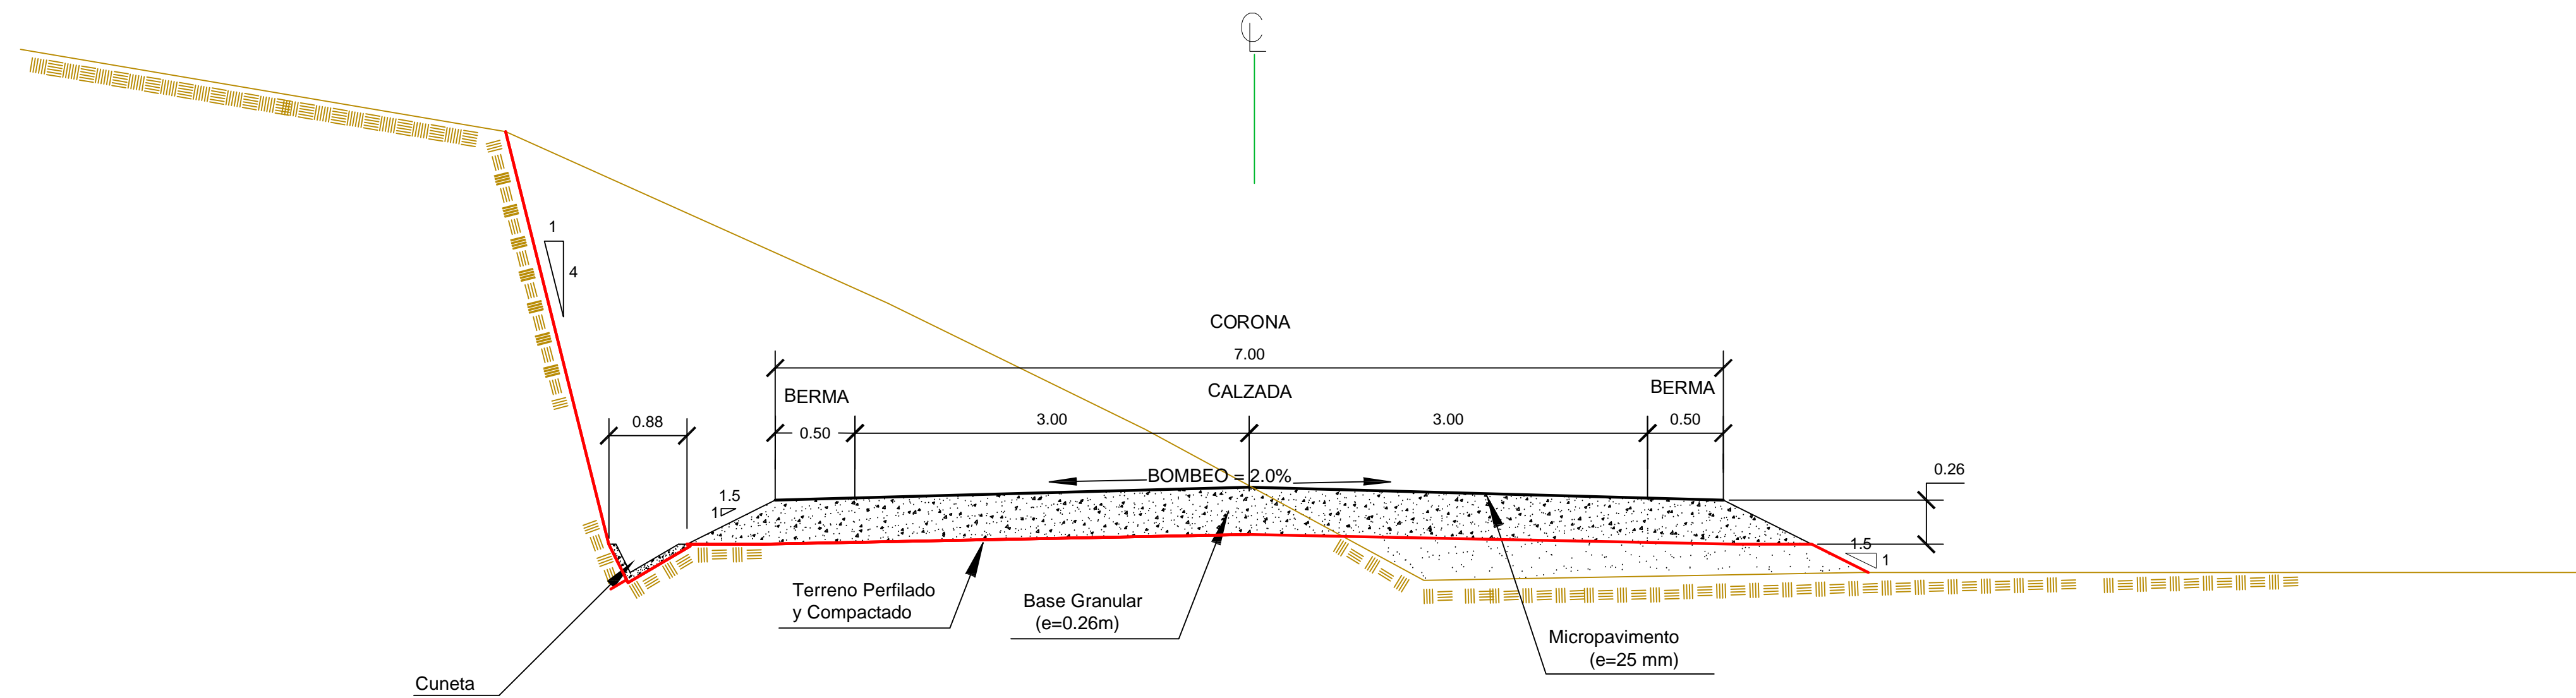 ℄
1
4
CORONA
7.00
BERMA
CALZADA
BERMA
0.88
0.50
3.00
3.00
0.50
BOMBEO = 2.0%
0.26
1.5
1
1.5
1
Terreno Perfilado
y Compactado
Base Granular
(e=0.26m)
Micropavimento
(e=25 mm)
Cuneta